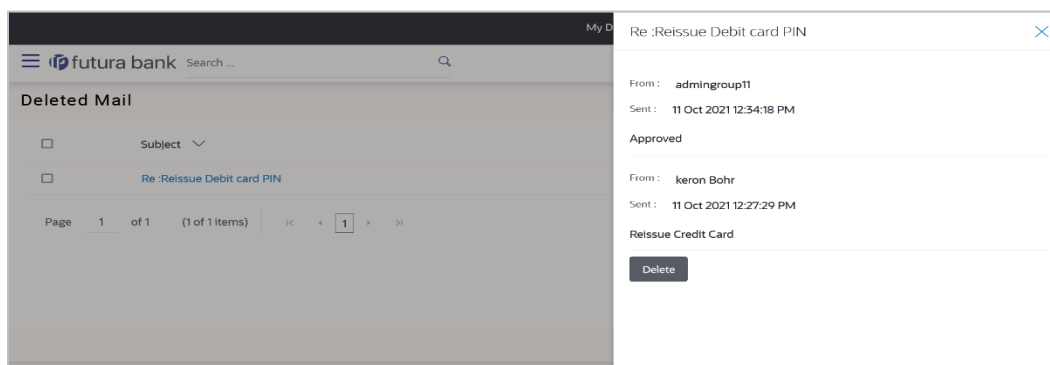 My D
futura bank Search ...
Deleted Mail
Subject
Re :Reissue Debit card PIN
Page 1 of 1 (1 of 1 items) 1
Re :Reissue Debit card PIN
From : admingroup11
Sent : 11 Oct 2021 12:34:18 PM
Approved
From : keron Bohr
Sent : 11 Oct 2021 12:27:29 PM
Reissue Credit Card
Delete